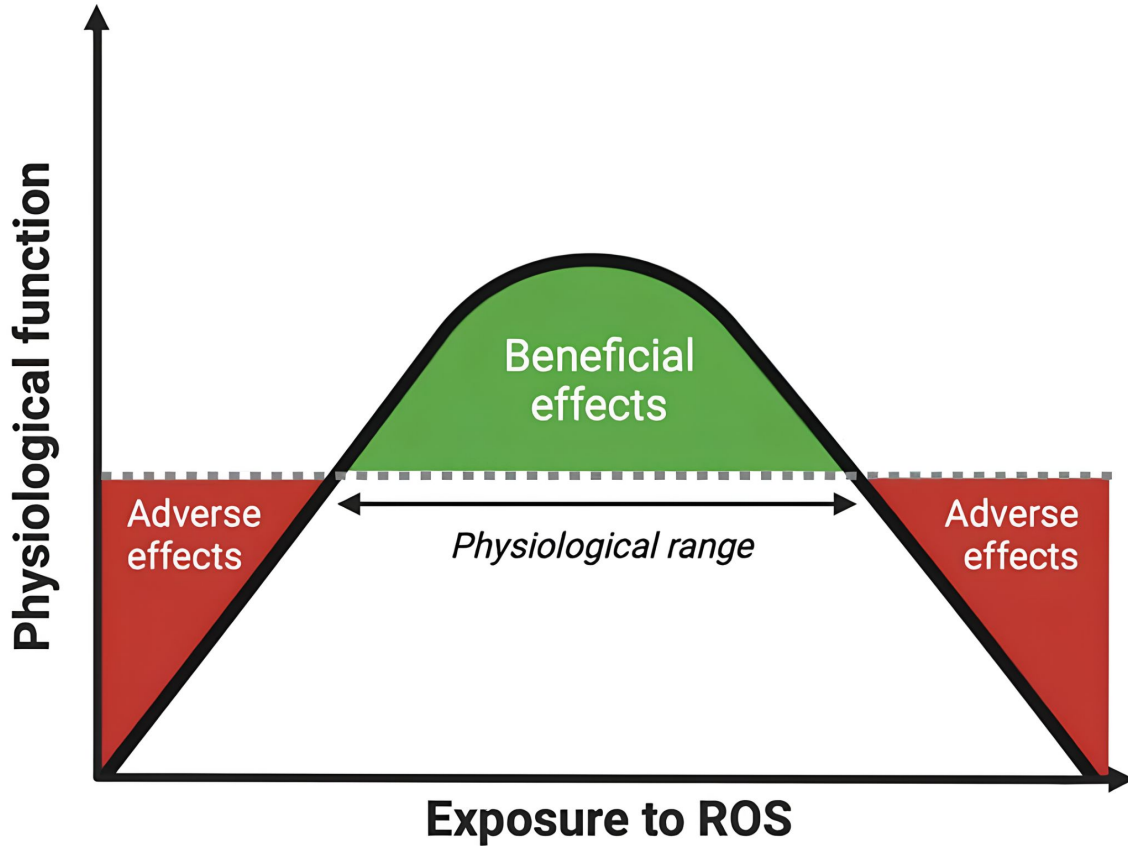 Physiological function
Beneficial
effects
Adverse
effects
Physiological range
Adverse
effects
Exposure to ROS